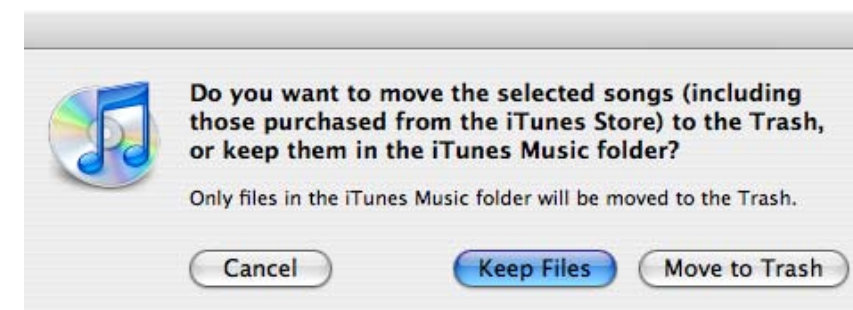 Do you want to move the selected songs (including
those purchased from the iTunes Store) to the Trash,
or keep them in the iTunes Music folder?
Only files in the iTunes Music folder will be moved to the Trash.
Cancel
Keep Files
Move to Trash